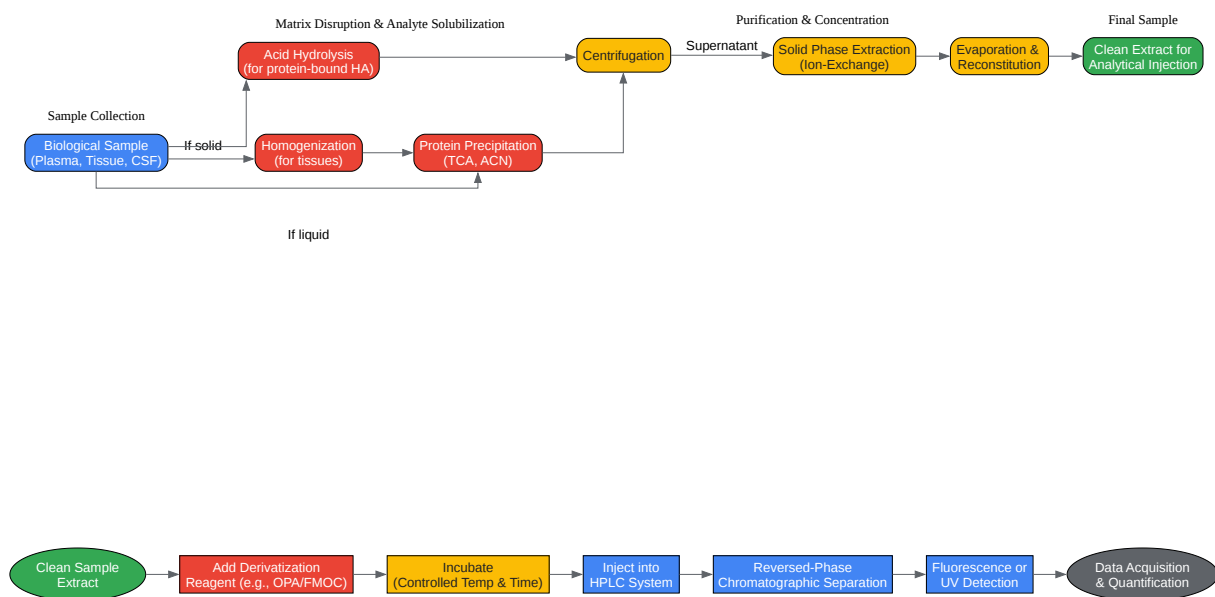 Matrix Disruption & Analyte Solubilization
Purification & Concentration
Final Sample
Acid Hydrolysis
(for protein-bound HA)
Centrifugation
Supernatant
Solid Phase Extraction
(Ion-Exchange)
Evaporation &
Reconstitution
Clean Extract for
Analytical Injection
Sample Collection
Biological Sample
(Plasma, Tissue, CSF)
If solid
Homogenization
(for tissues)
Protein Precipitation
(TCA, ACN)
If liquid
Clean Sample
Extract
Add Derivatization
Reagent (e.g., OPA/FMOC)
Incubate
(Controlled Temp & Time)
Inject into
HPLC System
Reversed-Phase
Chromatographic Separation
Fluorescence or
UV Detection
Data Acquisition
& Quantification